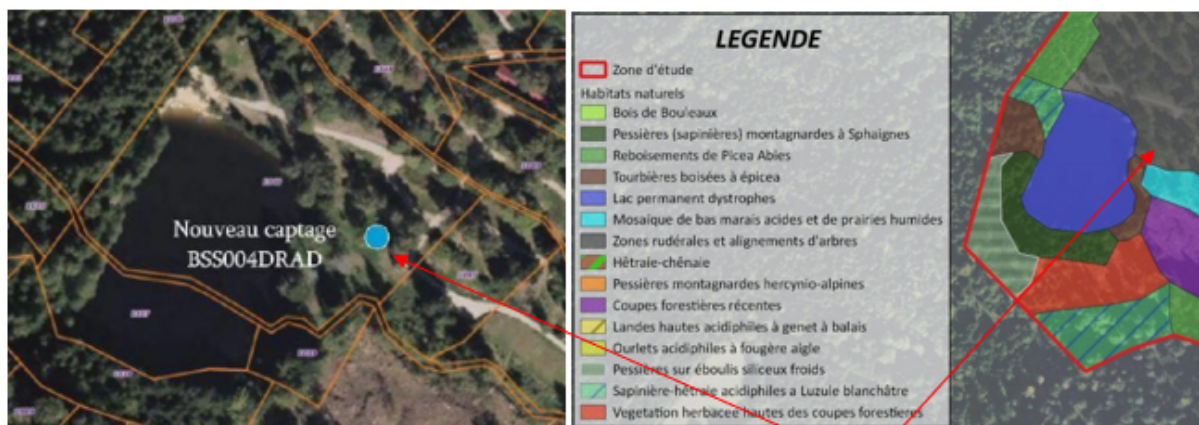 Nouveau captage
BSS004DRAD
LEGENDE
Zone d'étude
Habitats naturels
Bois de Bouleaux
Pessières (sapinières) montagnardes à Sphaignes
Reboisements de Picea Abies
Tourbières boisées à épicea
Lac permanent dystrophes
Mosaïque de bas marais acides et de prairies humides
Zones rudérales et alignements d'arbres
Hêtraie-chênaie
Pessières montagnardes hercynio-alpines
Coupes forestières récentes
Landes hautes acidiphiles à genet à balais
Ourlets acidiphiles à fougère aigle
Pessières sur éboulis siliceux froids
Sapinière-hêtraie acidiphiles a Luzule blanchâtre
Vegetation herbacee hautes des coupes forestieres